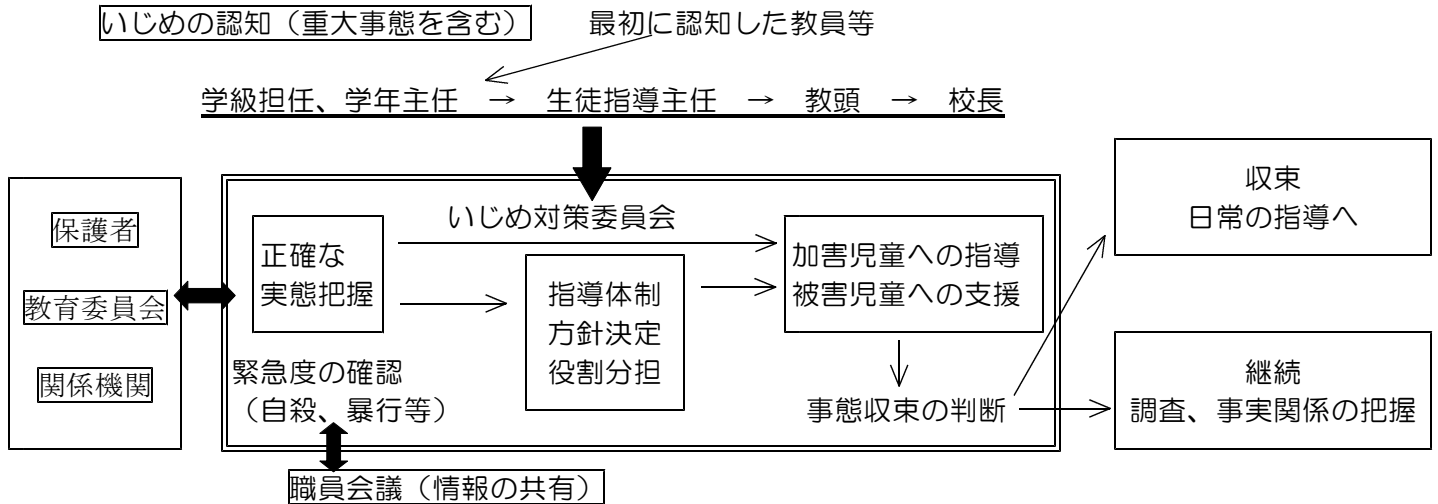 いじめの認知（重大事態を含む）
最初に認知した教員等
学級担任、学年主任　→　生徒指導主任　→　教頭　→　校長
保護者
教育委員会
関係機関
いじめ対策委員会
正確な
実態把握
緊急度の確認
（自殺、暴行等）
指導体制
方針決定
役割分担
加害児童への指導
被害児童への支援
事態収束の判断
収束
日常の指導へ
継続
調査、事実関係の把握
職員会議（情報の共有）